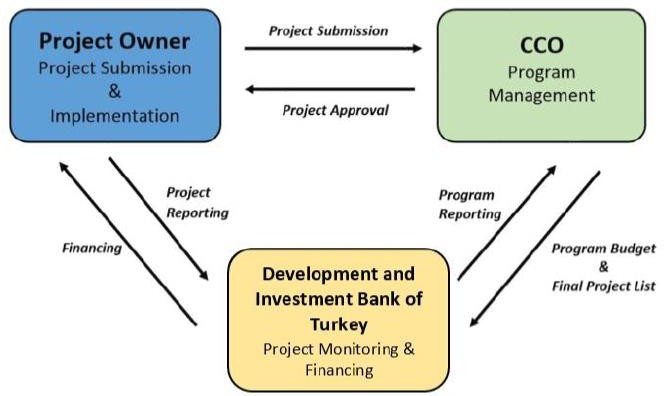 Project Owner
Project Submission
&
Implementation
Project Submission
Project Approval
CCO
Program
Management
Project
Reporting
Financing
Program
Reporting
Program Budget
&
Final Project List
Development and
Investment Bank of
Turkey
Project Monitoring &
Financing